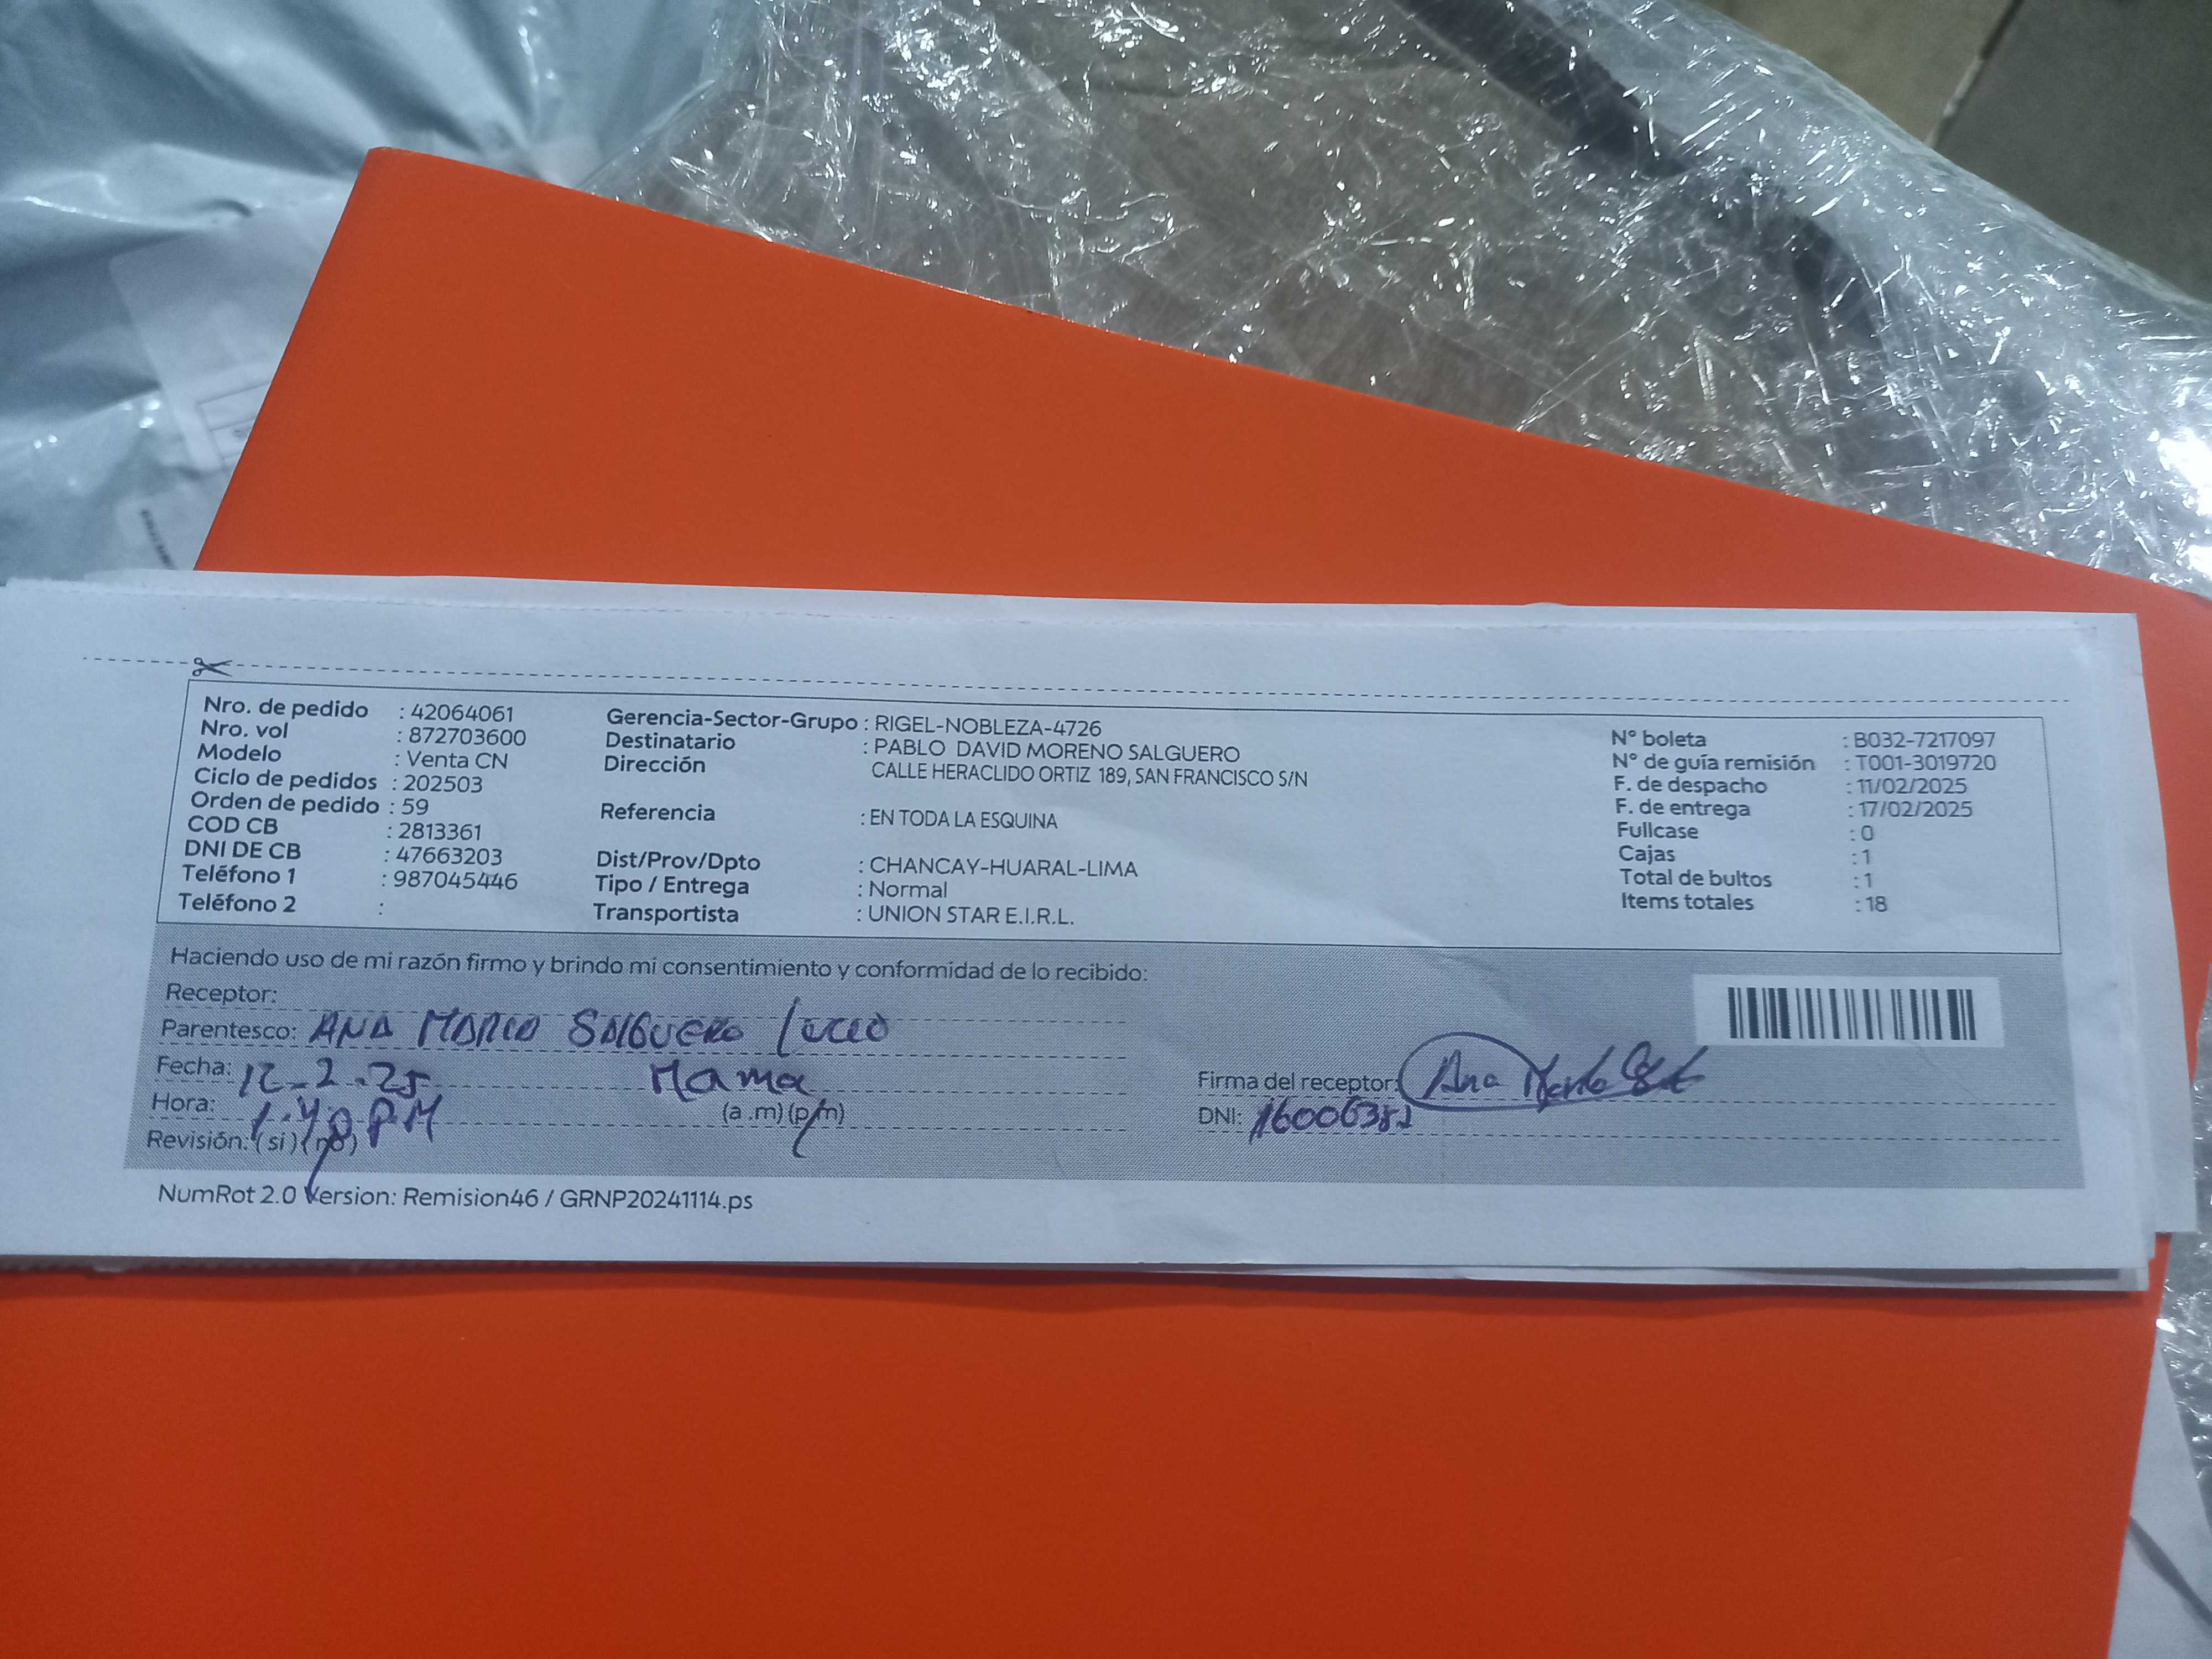 Nro. de pedido : 42064061
Nro. vol : 872703600
Modelo : Venta CN
Ciclo de pedidos : 202503
Orden de pedido : 59
COD CB : 2813361
DNI DE CB : 47663203
Teléfono 1 : 987045446
Teléfono 2 :
Gerencia-Sector-Grupo : RIGEL-NOBLEZA-4726
Destinatario : PABLO DAVID MORENO SALGUERO
Dirección CALLE HERACLIDO ORTIZ 189, SAN FRANCISCO S/N
Referencia : EN TODA LA ESQUINA
Dist/Prov/Dpto : CHANCAY-HUARAL-LIMA
Tipo / Entrega : Normal
Transportista : UNION STAR E.I.R.L.
N° boleta : B032-7217097
N° de guía remisión : T001-3019720
F. de despacho : 11/02/2025
F. de entrega : 17/02/2025
Fullcase : 0
Cajas : 1
Total de bultos : 1
Items totales : 18
Haciendo uso de mi razón firmo y brindo mi consentimiento y conformidad de lo recibido:
Receptor:
Parentesco: ANA SALGUERO
Fecha: 12-2-25 Mama
Hora: 1:40 PM (a .m) (p/m)
Revisión: (si) (no)
Firma del receptor: Ana
DNI:
NumRot 2.0 Version: Remision46 / GRNP20241114.ps